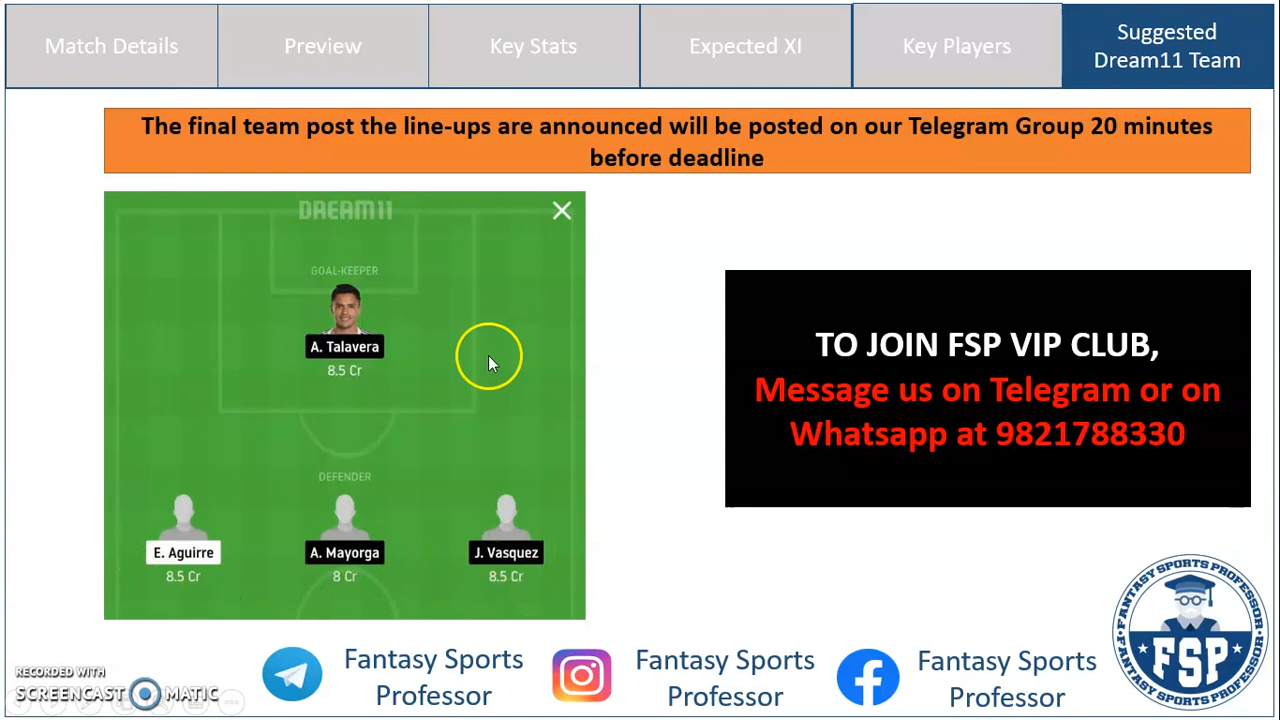 Match Details
Preview
Key Stats
Expected XI
Key Players
Suggested
Dream11 Team
The final team post the line-ups are announced will be posted on our Telegram Group 20 minutes
before deadline
DREAM11
GOAL-KEEPER
A. Talavera
8.5 Cr
DEFENDER
E. Aguirre
A. Mayorga
J. Vasquez
8.5 Cr
8 Cr
8.5 Cr
TO JOIN FSP VIP CLUB,
Message us on Telegram or on
Whatsapp at 9821788330
Fantasy Sports
Professor
Fantasy Sports
Professor
Fantasy Sports
Professor
FANTASY SPORTS PROFESSOR
FSP
FANTASY SPORTS PROFESSOR
RECORDED WITH
SCREENCAST MATIC